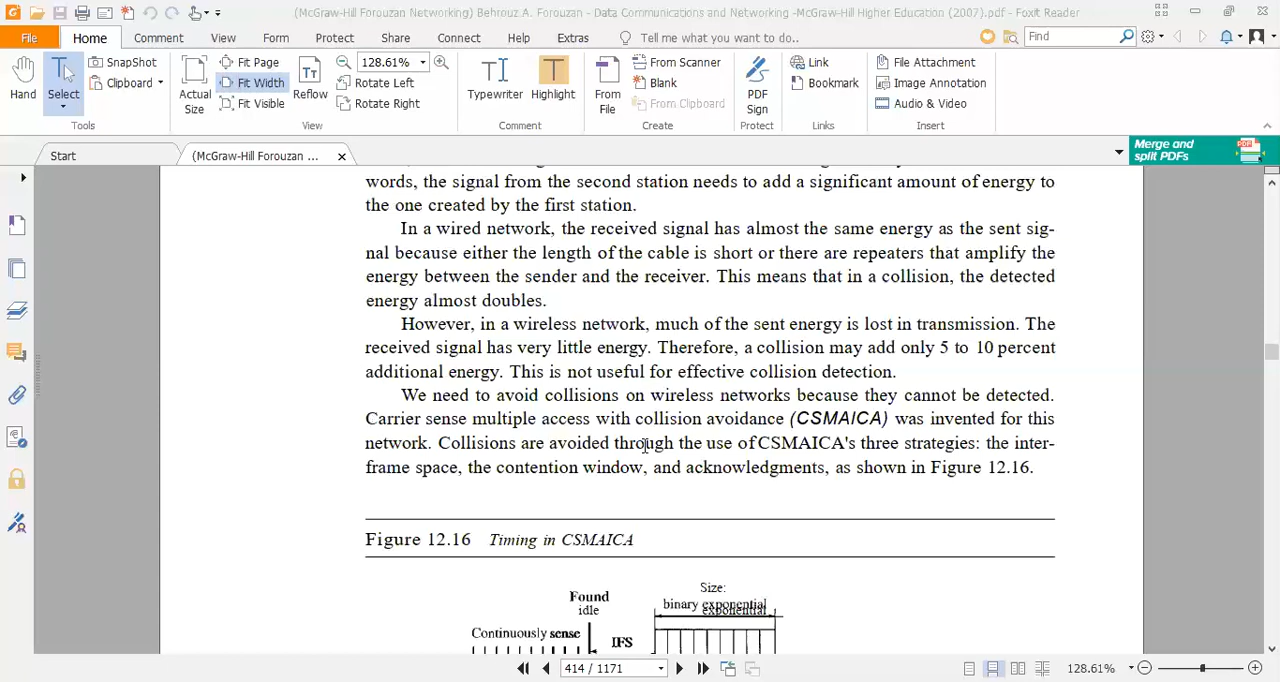 (McGraw-Hill Forouzan Networking) Behrouz A. Forouzan - Data Communications and Networking -McGraw-Hill Higher Education (2007).pdf - Foxit Reader
File Home Comment View Form Protect Share Connect Help Extras Tell me what you want to do.. Find
Hand
Select
SnapShot
Clipboard
Tools
Actual Size
Fit Page
Fit Width
Fit Visible
Reflow
128.61%
Rotate Left
Rotate Right
View
Typewriter
Highlight
Comment
From File
From Scanner
Blank
From Clipboard
Create
PDF Sign
Protect
Link
Bookmark
Links
File Attachment
Image Annotation
Audio & Video
Insert
Start
(McGraw-Hill Forouzan ...
Merge and
split PDFs
words, the signal from the second station needs to add a significant amount of energy to
the one created by the first station.
In a wired network, the received signal has almost the same energy as the sent sig-
nal because either the length of the cable is short or there are repeaters that amplify the
energy between the sender and the receiver. This means that in a collision, the detected
energy almost doubles.
However, in a wireless network, much of the sent energy is lost in transmission. The
received signal has very little energy. Therefore, a collision may add only 5 to 10 percent
additional energy. This is not useful for effective collision detection.
We need to avoid collisions on wireless networks because they cannot be detected.
Carrier sense multiple access with collision avoidance (CSMAICA) was invented for this
network. Collisions are avoided through the use of CSMAICA's three strategies: the inter-
frame space, the contention window, and acknowledgments, as shown in Figure 12.16.
Figure 12.16 Timing in CSMAICA
Size:
Found
binary exponential
idle
exponential
Continuously sense
IFS
414 / 1171
128.61%